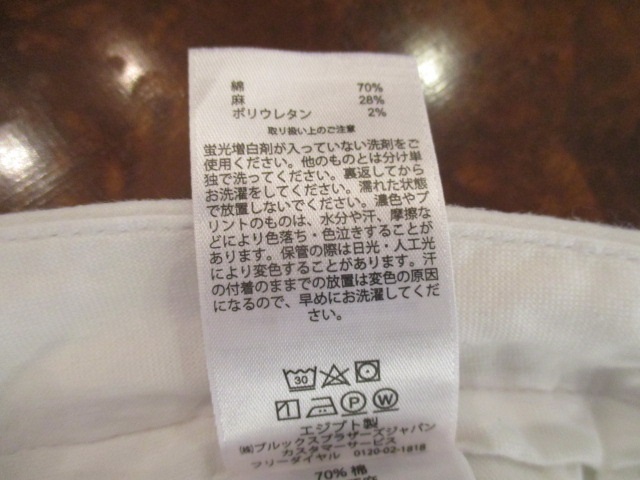 綿 70%
麻 28%
ポリウレタン 2%
取り扱い上のご注意
蛍光増白剤が入っていない洗剤をご
使用ください。他のものとは分け単
独で洗ってください。裏返してから
お洗濯をしてください。濡れた状態
で放置しないでください。濃色やプ
リントのものは、水分や汗、摩擦な
どにより色落ち・色泣きすることが
あります。保管の際は日光・人工光
により変色することがあります。汗
の付着のままでの放置は変色の原因
になるので、早めにお洗濯してくだ
さい。
30
P W
エジプト製
㈱ブルックスブラザーズジャパン
カスタマーサービス
フリーダイヤル 0120-02-1818
70% 棉